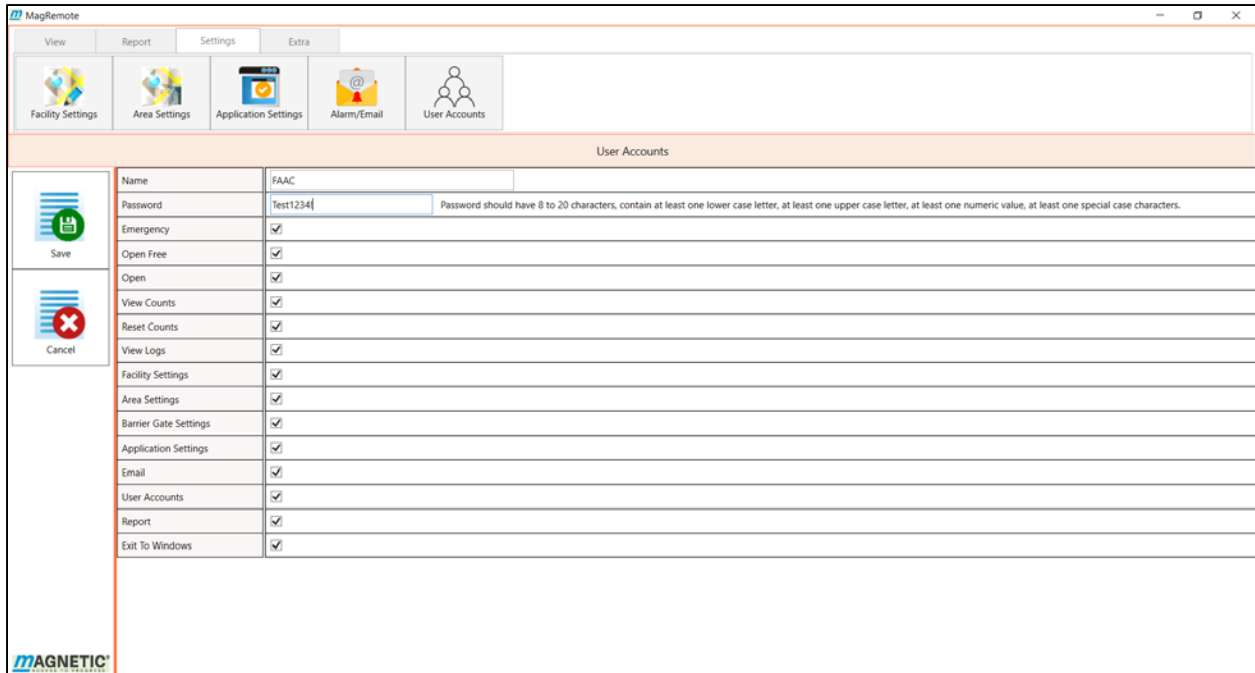 MagRemote
View Report Settings Extra
Facility Settings Area Settings Application Settings Alarm/Email User Accounts
User Accounts
Save
Cancel
Name FAAC
Password Test1234! Password should have 8 to 20 characters, contain at least one lower case letter, at least one upper case letter, at least one numeric value, at least one special case characters.
Emergency
Open Free
Open
View Counts
Reset Counts
View Logs
Facility Settings
Area Settings
Barrier Gate Settings
Application Settings
Email
User Accounts
Report
Exit To Windows
MAGNETIC
ACCESS TO PROGRESS